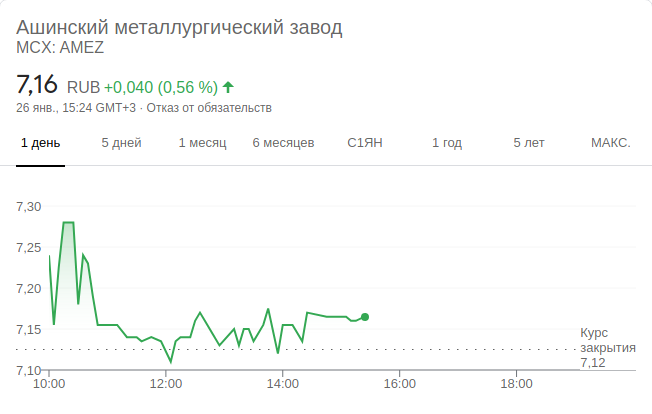 Ашинский металлургический завод
MCX: AMEZ
7,16 RUB +0,040 (0,56 %)
26 янв., 15:24 GMT+3 · Отказ от обязательств
1 день 5 дней 1 месяц 6 месяцев С1ЯН 1 год 5 лет МАКС.
7,30
7,25
7,20
7,15
7,10
Курс
закрытия
7,12
10:00 12:00 14:00 16:00 18:00